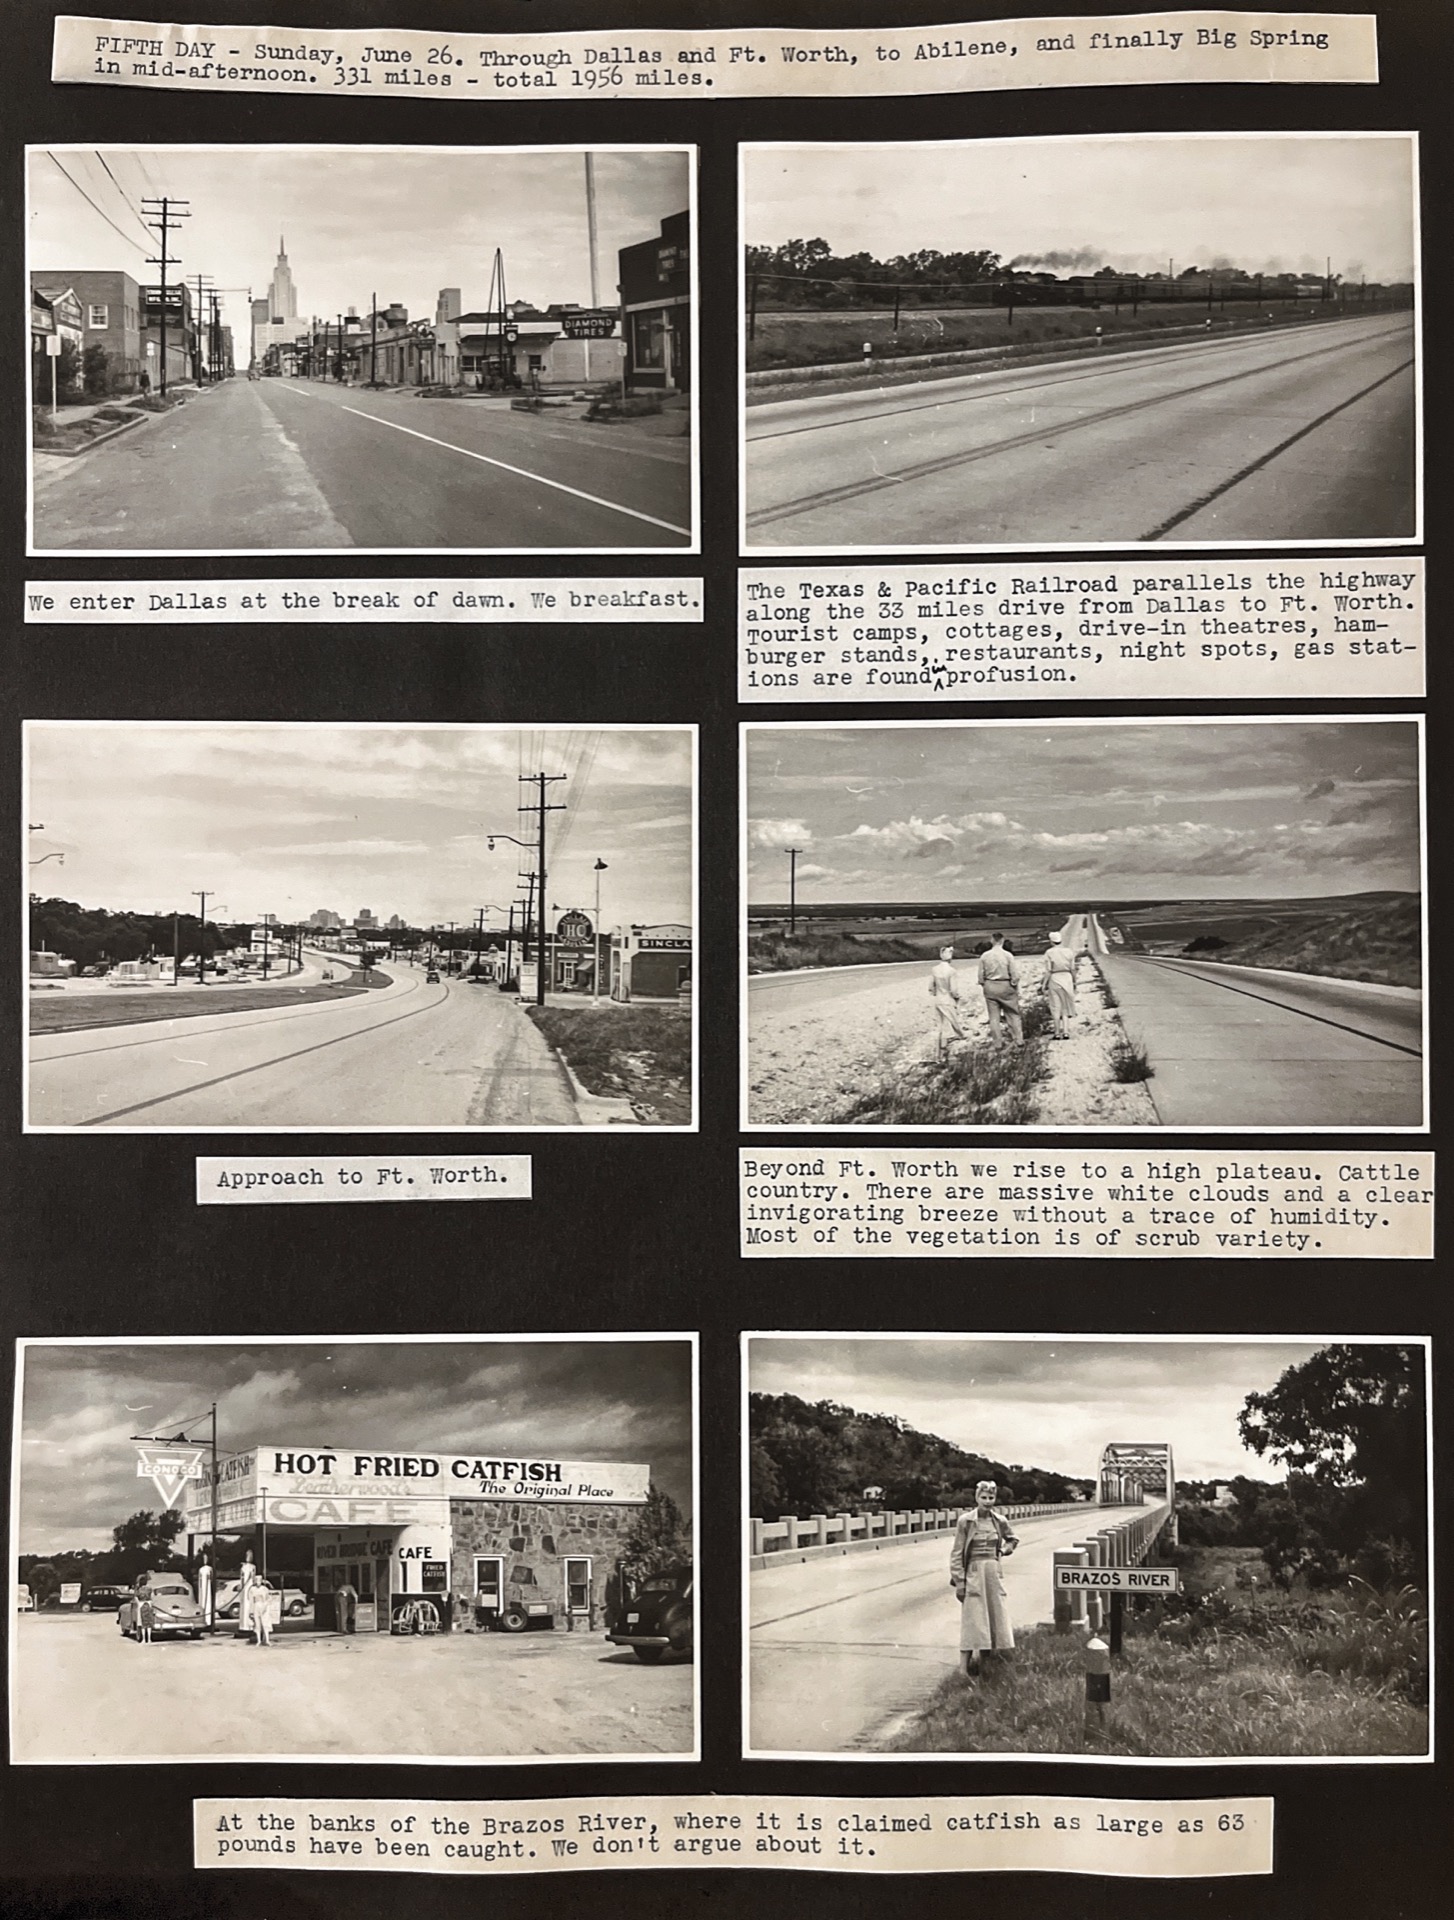 FIFTH DAY - Sunday, June 26. Through Dallas and Ft. Worth, to Abilene, and finally Big Spring
in mid-afternoon. 331 miles - total 1956 miles.
DIAMOND
TIRES
We enter Dallas at the break of dawn. We breakfast.
The Texas & Pacific Railroad parallels the highway
along the 33 miles drive from Dallas to Ft. Worth.
Tourist camps, cottages, drive-in theatres, ham-
burger stands, restaurants, night spots, gas stat-
ions are found in profusion.
HC
SINCLA
Approach to Ft. Worth.
Beyond Ft. Worth we rise to a high plateau. Cattle
country. There are massive white clouds and a clear
invigorating breeze without a trace of humidity.
Most of the vegetation is of scrub variety.
CONOCO
CATFISH
HOT FRIED CATFISH
The Original Place
Leatherwood's
CAFE
RIVER BRIDGE CAFE
CAFE
FRIED
CATFISH
BRAZOS RIVER
At the banks of the Brazos River, where it is claimed catfish as large as 63
pounds have been caught. We don't argue about it.